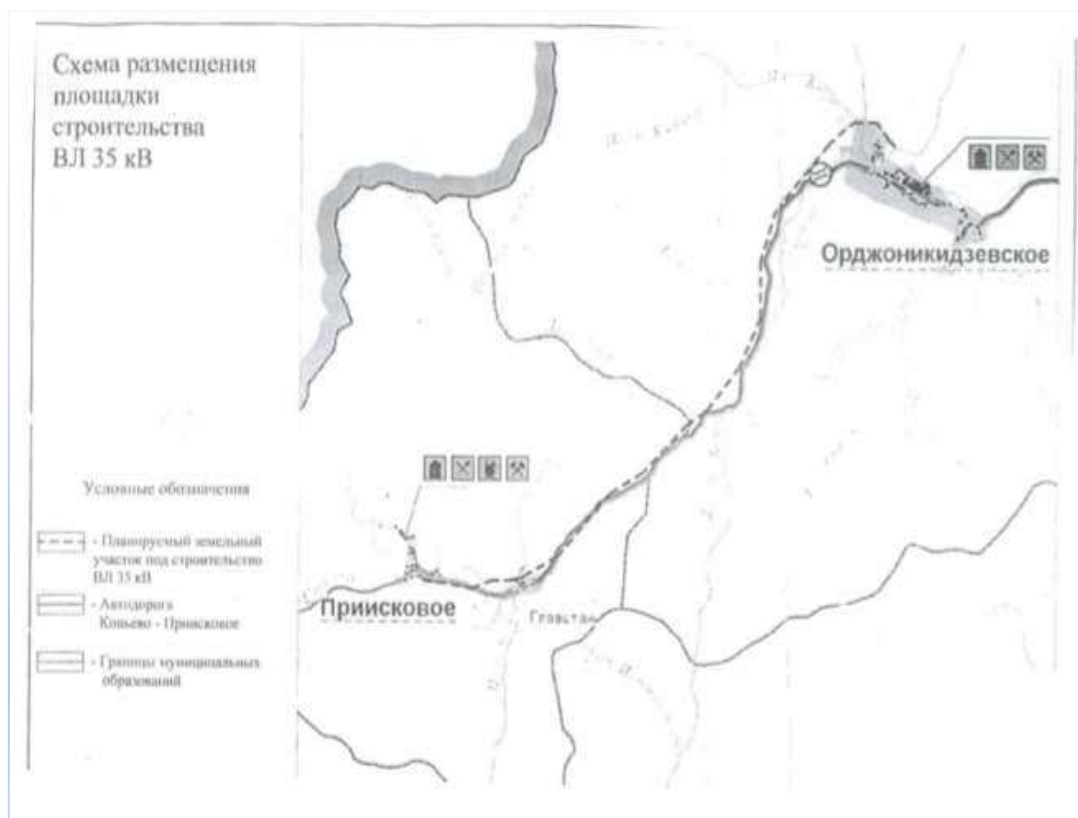 Схема размещения
площадки
строительства
ВЛ 35 кВ
Орджоникидзевское
Приисковое
Главстан
Условные обозначения
- Планируемый земельный
участок под строительство
ВЛ 35 кВ
- Автодорога
Копьево - Приисковое
- Границы муниципальных
образований